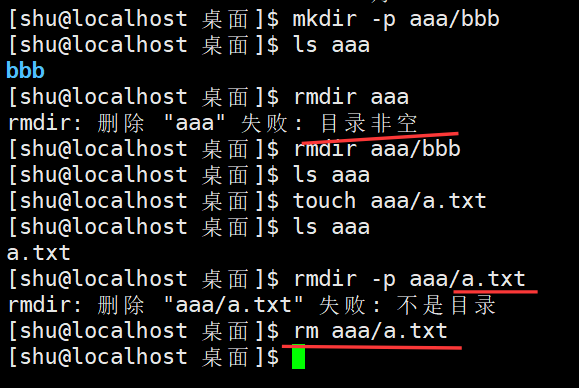 [shu@localhost 桌面]$ mkdir -p aaa/bbb
[shu@localhost 桌面]$ ls aaa
bbb
[shu@localhost 桌面]$ rmdir aaa
rmdir: 删除 "aaa" 失败: 目录非空
[shu@localhost 桌面]$ rmdir aaa/bbb
[shu@localhost 桌面]$ ls aaa
[shu@localhost 桌面]$ touch aaa/a.txt
[shu@localhost 桌面]$ ls aaa
a.txt
[shu@localhost 桌面]$ rmdir -p aaa/a.txt
rmdir: 删除 "aaa/a.txt" 失败: 不是目录
[shu@localhost 桌面]$ rm aaa/a.txt
[shu@localhost 桌面]$